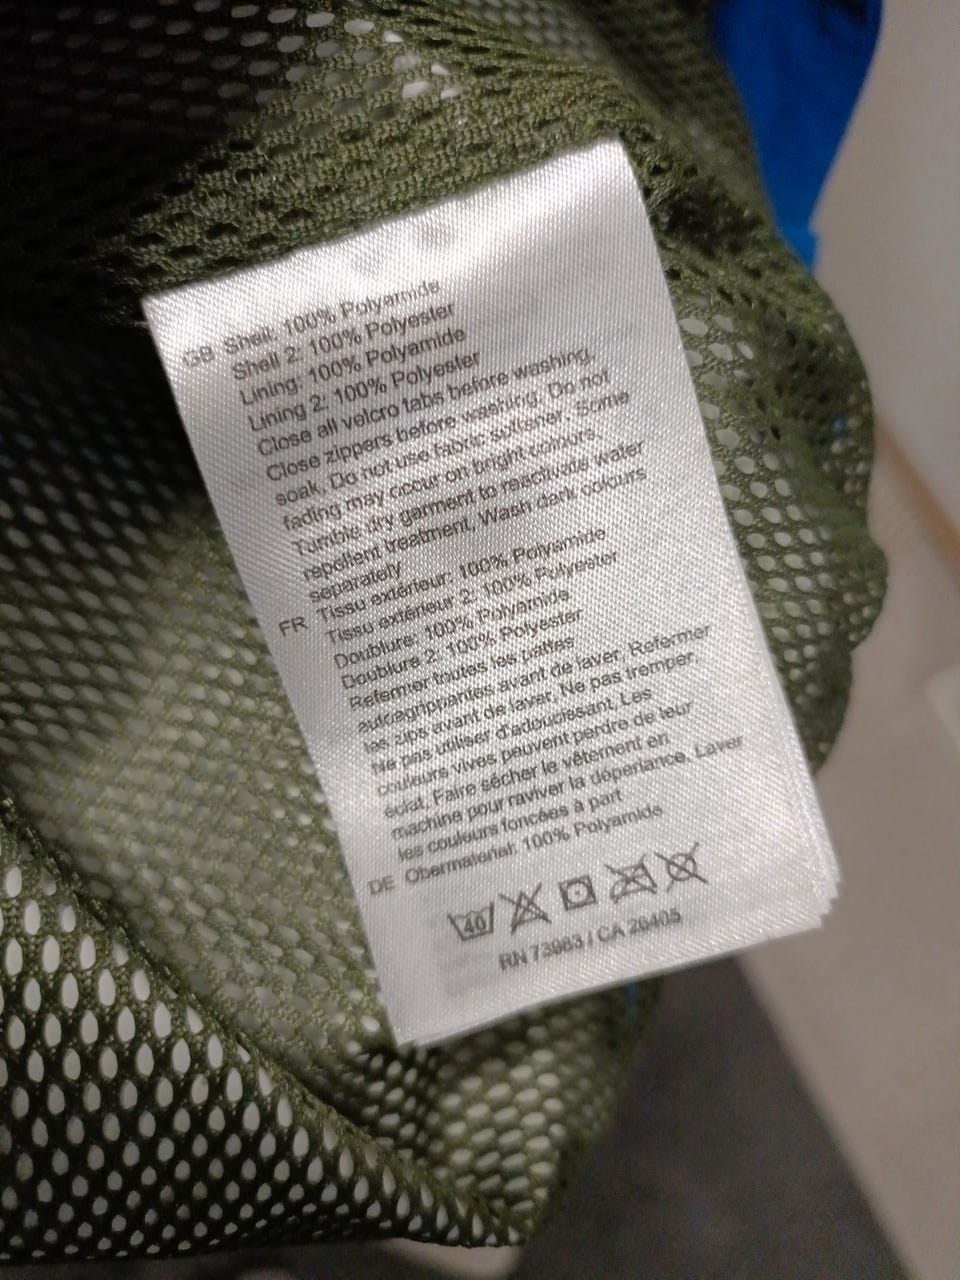 GB Shell: 100% Polyamide
Shell 2: 100% Polyester
Lining: 100% Polyamide
Lining 2: 100% Polyester
Close all velcro tabs before washing,
Close zippers before washing, Do not
soak, Do not use fabric softener, Some
fading may occur on bright colours,
Tumble dry garment to reactivate water
repellent treatment, Wash dark colours
separately
FR Tissu extérieur: 100% Polyamide
Tissu extérieur 2: 100% Polyester
Doublure: 100% Polyamide
Doublure 2: 100% Polyester
Refermer toutes les pattes
autoagrippantes avant de laver, Refermer
les zips avant de laver, Ne pas tremper,
Ne pas utiliser d'adoucissant, Les
couleurs vives peuvent perdre de leur
éclat, Faire sécher le vêtement en
machine pour raviver la déperlance, Laver
les couleurs foncées à part
DE Obermaterial: 100% Polyamide
40
RN 73963 / CA 26405